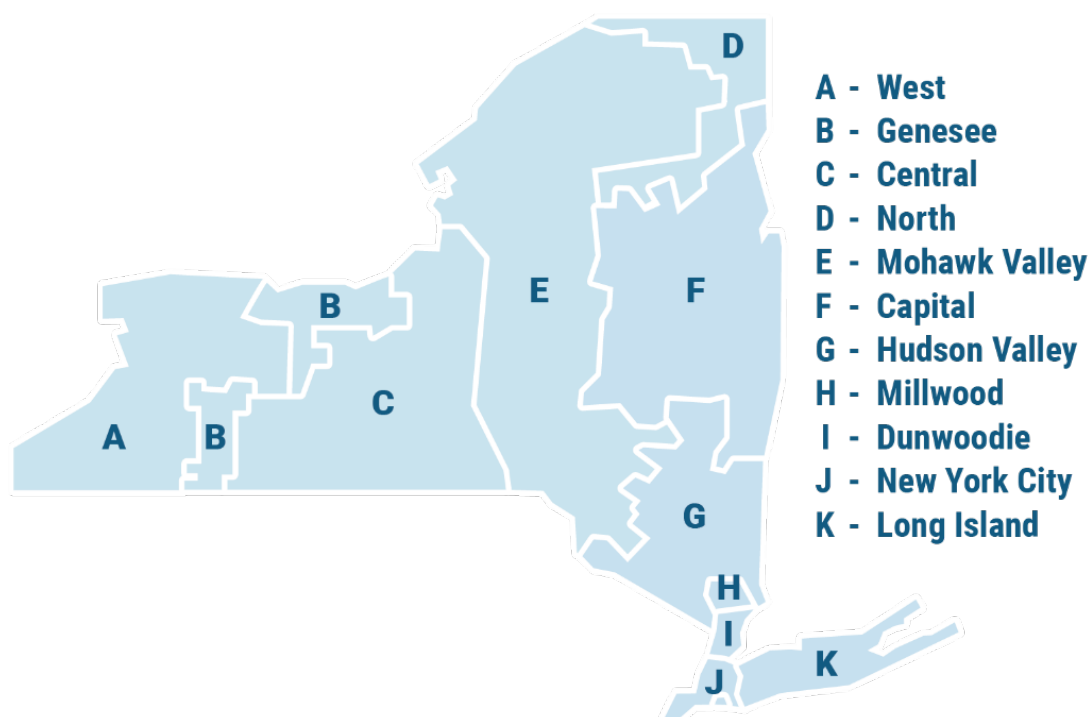 D
B
E
F
C
A
B
G
H
I
K
J
A - West
B - Genesee
C - Central
D - North
E - Mohawk Valley
F - Capital
G - Hudson Valley
H - Millwood
I - Dunwoodie
J - New York City
K - Long Island